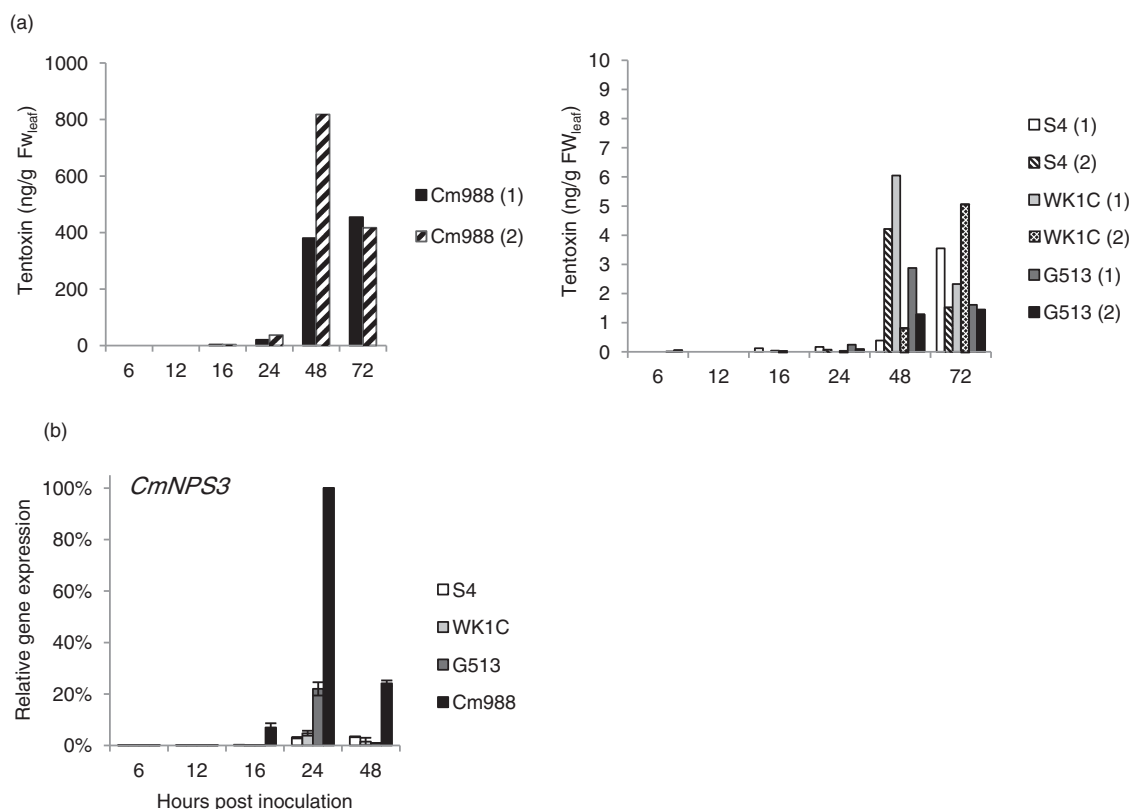 (a)
Tentoxin (ng/g Fw_leaf)
1000
800
600
400
200
0
6 12 16 24 48 72
Cm988 (1)
Cm988 (2)
Tentoxin (ng/g FW_leaf)
10
9
8
7
6
5
4
3
2
1
0
6 12 16 24 48 72
S4 (1)
S4 (2)
WK1C (1)
WK1C (2)
G513 (1)
G513 (2)
(b)
CmNPS3
Relative gene expression
100%
80%
60%
40%
20%
0%
6 12 16 24 48
Hours post inoculation
S4
WK1C
G513
Cm988